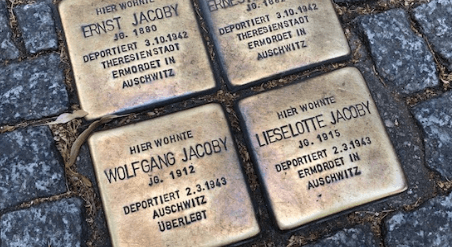 HIER WOHNTE
ERNST JACOBY
JG. 1880
DEPORTIERT 3.10.1942
THERESIENSTADT
ERMORDET IN
AUSCHWITZ
DEPORTIERT 3.10.1942
THERESIENSTADT
ERMORDET IN
AUSCHWITZ
HIER WOHNTE
WOLFGANG JACOBY
JG. 1912
DEPORTIERT 2.3.1943
AUSCHWITZ
ÜBERLEBT
HIER WOHNTE
LIESELOTTE JACOBY
JG. 1915
DEPORTIERT 2.3.1943
ERMORDET IN
AUSCHWITZ